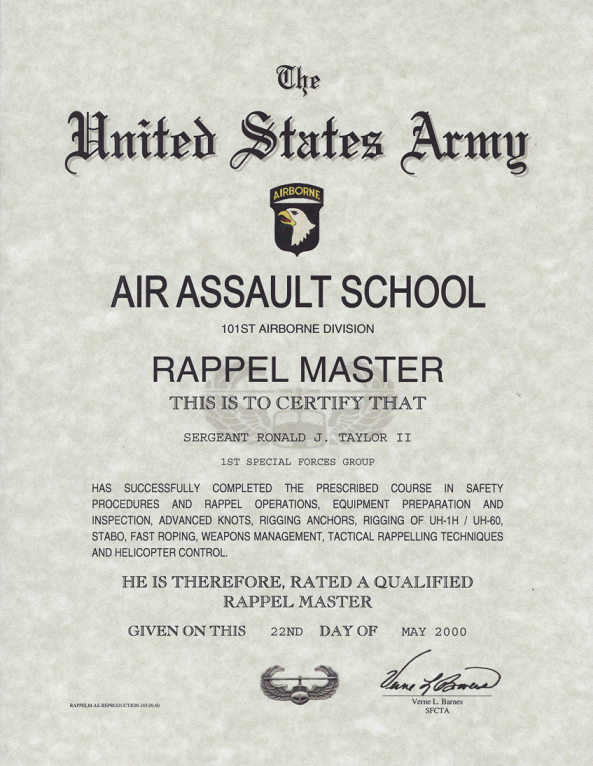 The
United States Army
AIRBORNE
AIR ASSAULT SCHOOL
101ST AIRBORNE DIVISION
RAPPEL MASTER
THIS IS TO CERTIFY THAT
SERGEANT RONALD J. TAYLOR II
1ST SPECIAL FORCES GROUP
HAS SUCCESSFULLY COMPLETED THE PRESCRIBED COURSE IN SAFETY
PROCEDURES AND RAPPEL OPERATIONS, EQUIPMENT PREPARATION AND
INSPECTION, ADVANCED KNOTS, RIGGING ANCHORS, RIGGING OF UH-1H / UH-60,
STABO, FAST ROPING, WEAPONS MANAGEMENT, TACTICAL RAPPELLING TECHNIQUES
AND HELICOPTER CONTROL.
HE IS THEREFORE, RATED A QUALIFIED
RAPPEL MASTER
GIVEN ON THIS 22ND DAY OF MAY 2000
Verne L. Barnes
Verne L. Barnes
SFCTA